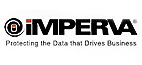 iMPERVA®
Protecting the Data that Drives Business